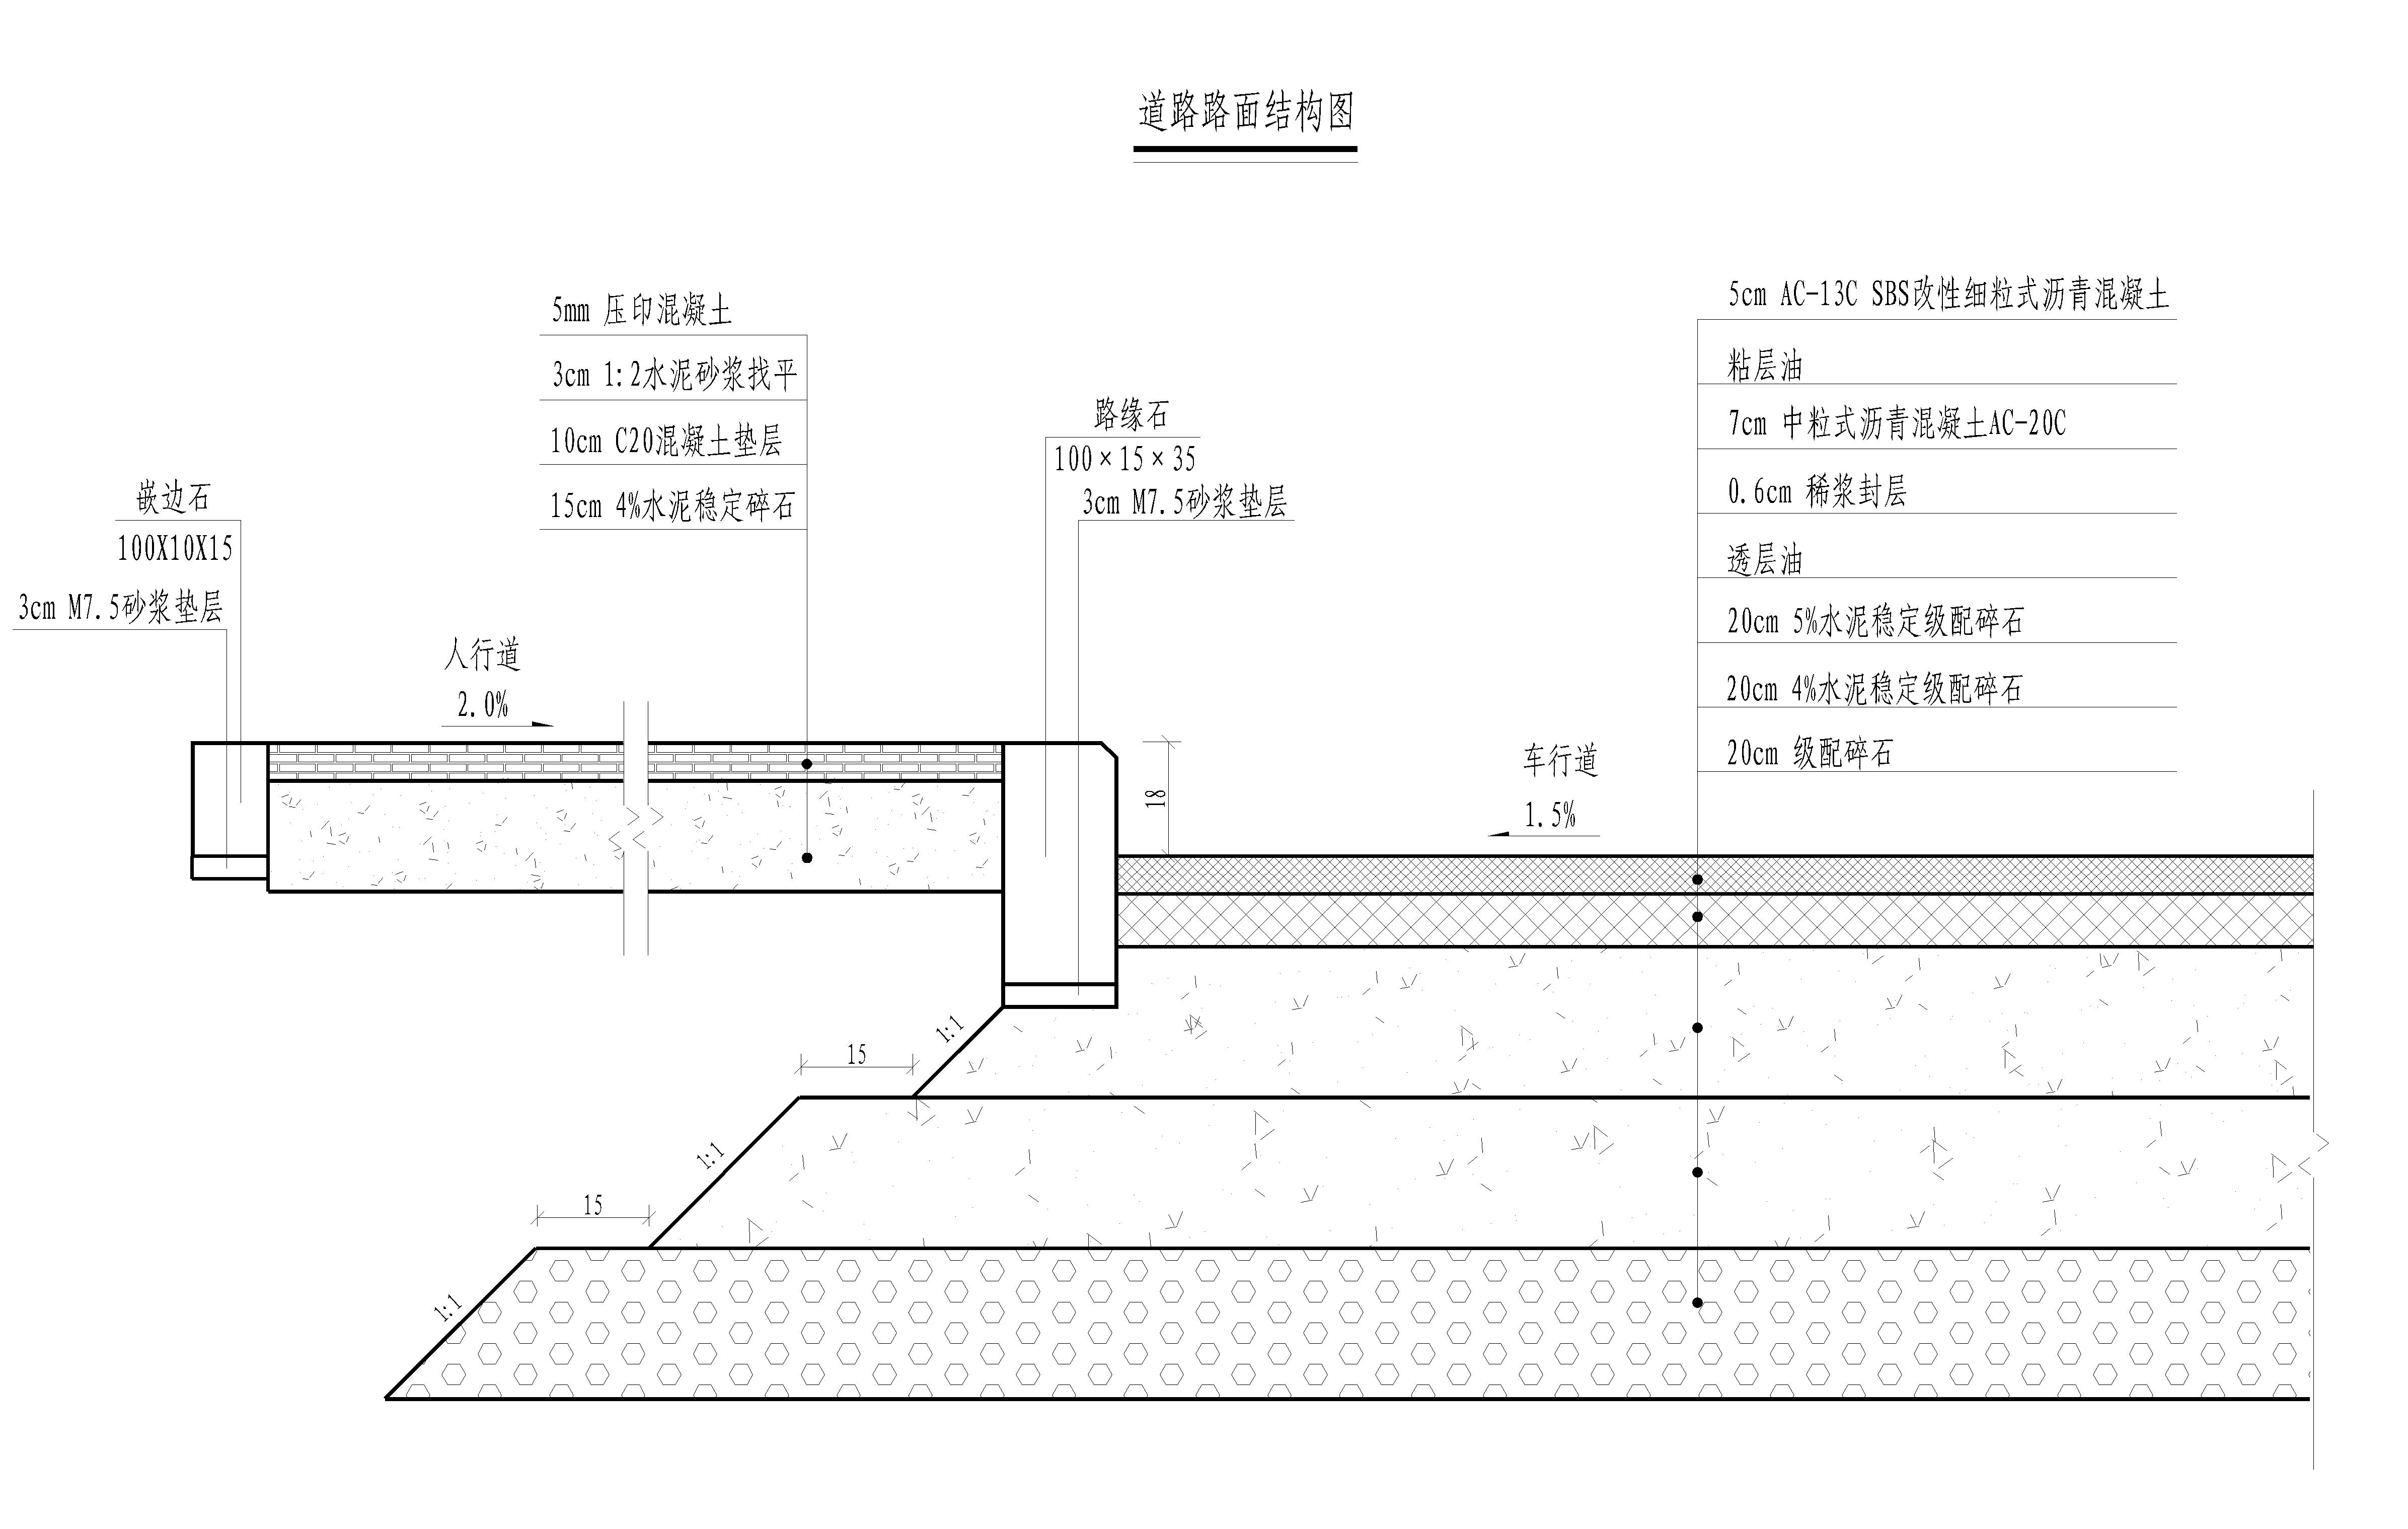 道路路面结构图
5mm 压印混凝土
3cm 1:2水泥砂浆找平
10cm C20混凝土垫层
15cm 4%水泥稳定碎石
5cm AC-13C SBS改性细粒式沥青混凝土
粘层油
7cm 中粒式沥青混凝土AC-20C
0.6cm 稀浆封层
透层油
20cm 5%水泥稳定级配碎石
20cm 4%水泥稳定级配碎石
20cm 级配碎石
路缘石
100×15×35
3cm M7.5砂浆垫层
嵌边石
100X10X15
3cm M7.5砂浆垫层
人行道
2.0%
车行道
1.5%
18
1:1
15
1:1
15
1:1